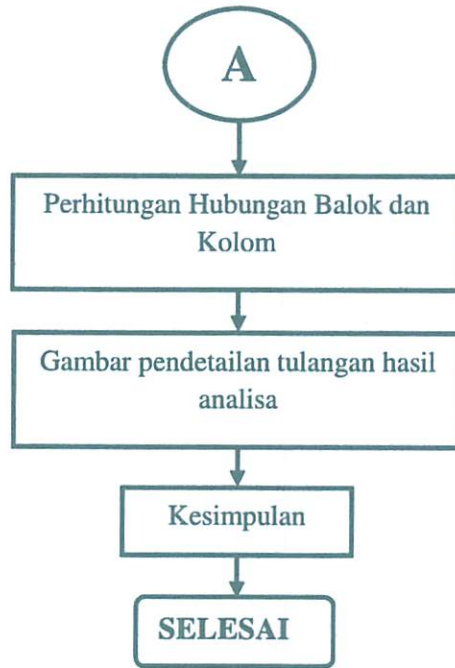 A
Perhitungan Hubungan Balok dan
Kolom
Gambar pendetailan tulangan hasil
analisa
Kesimpulan
SELESAI